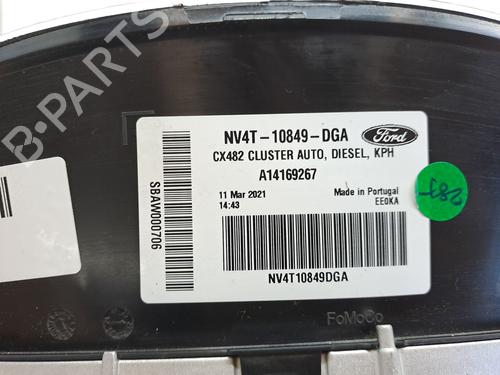 NV4T-10849-DGA
Ford
CX482 CLUSTER AUTO, DIESEL, KPH
A14169267
11 Mar 2021
14:43
Made in Portugal
EE0KA
SBAW000706
NV4T10849DGA
283
FoMoCo
B-PARTS